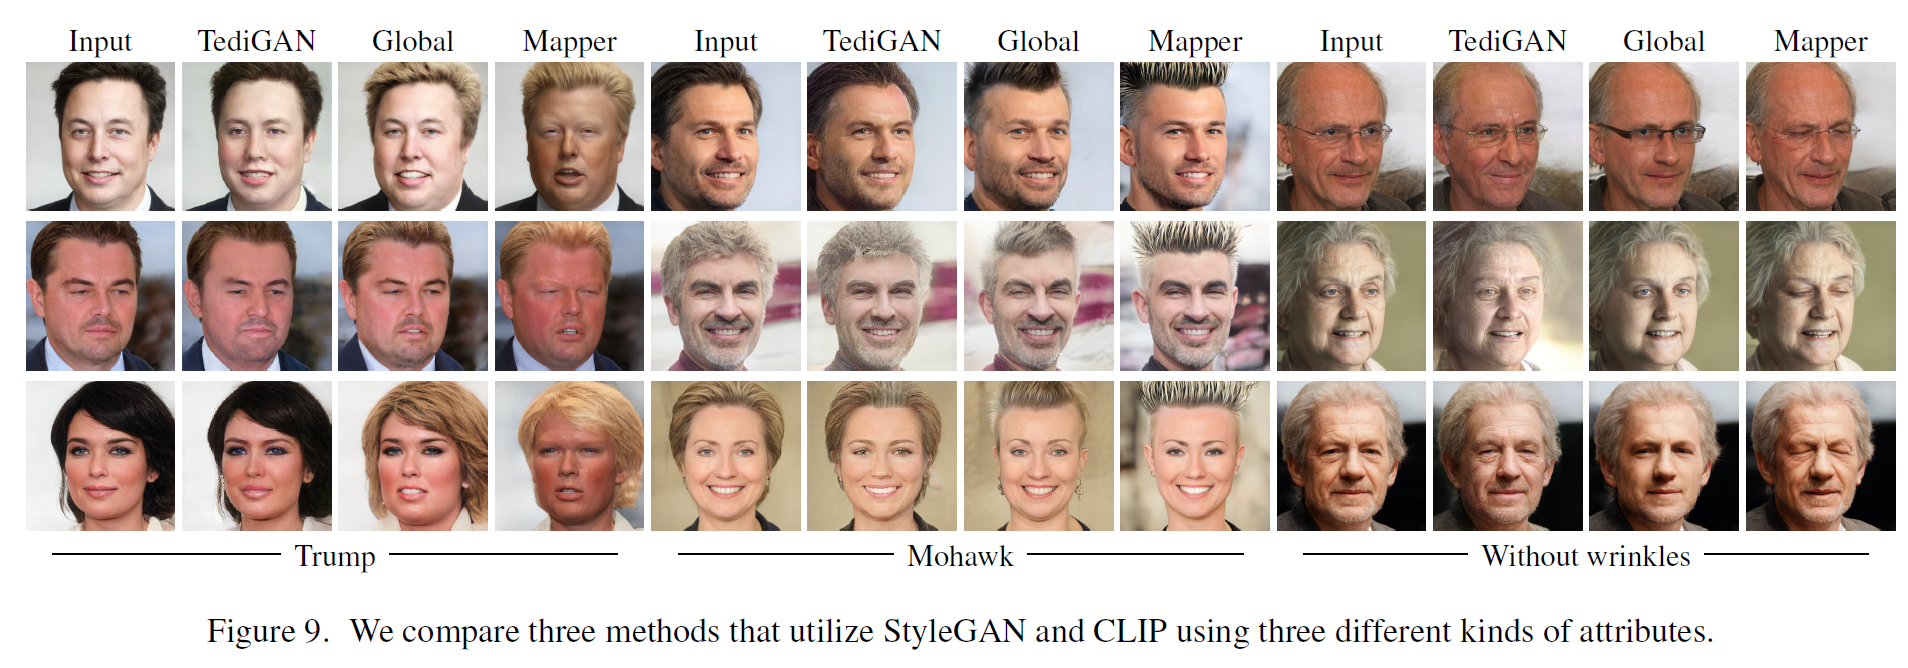 Input TediGAN Global Mapper Input TediGAN Global Mapper Input TediGAN Global Mapper
Trump Mohawk Without wrinkles
Figure 9. We compare three methods that utilize StyleGAN and CLIP using three different kinds of attributes.